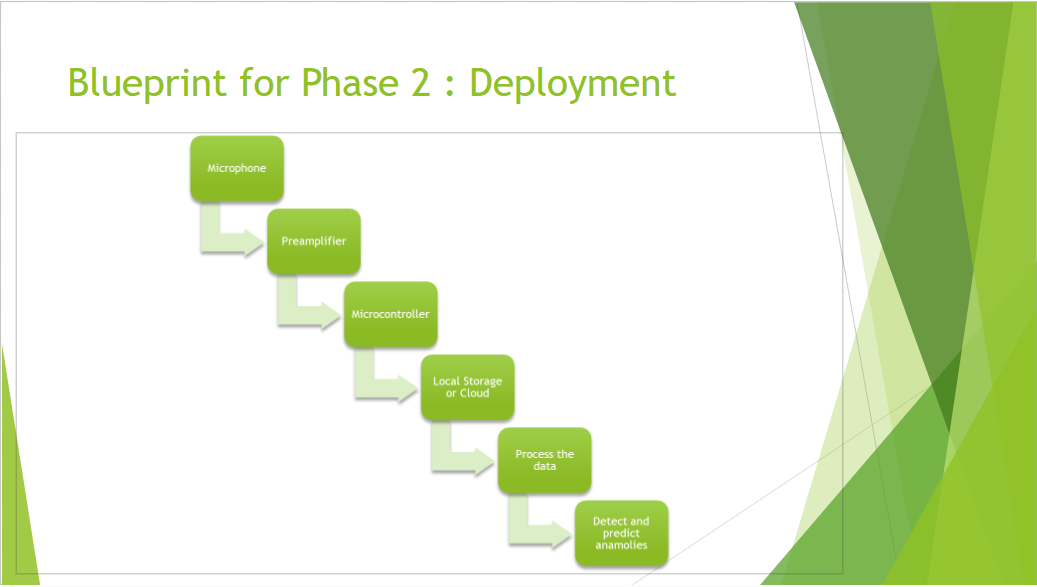 Blueprint for Phase 2 : Deployment
Microphone
Preamplifier
Microcontroller
Local Storage
or Cloud
Process the
data
Detect and
predict
anamolies